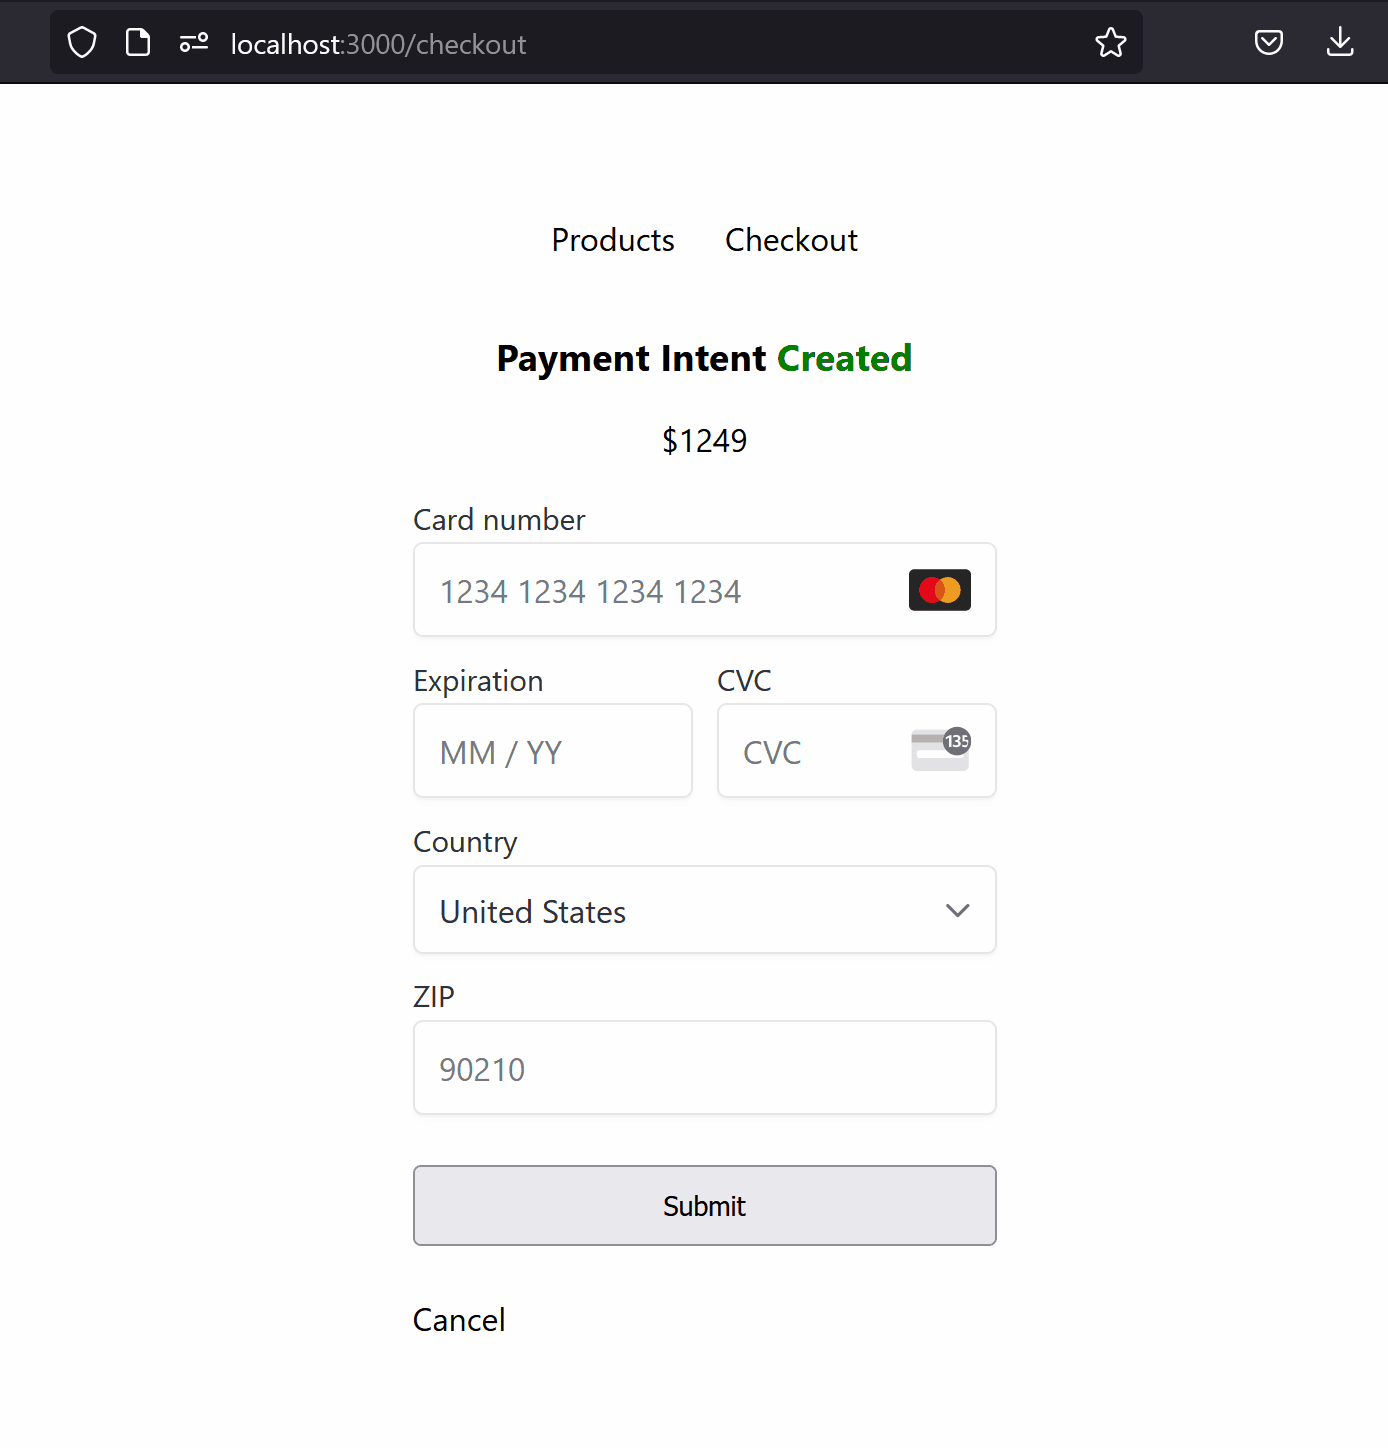 localhost:3000/checkout
Products Checkout
Payment Intent Created
$1249
Card number
1234 1234 1234 1234
Expiration CVC
MM / YY CVC 135
Country
United States
ZIP
90210
Submit
Cancel